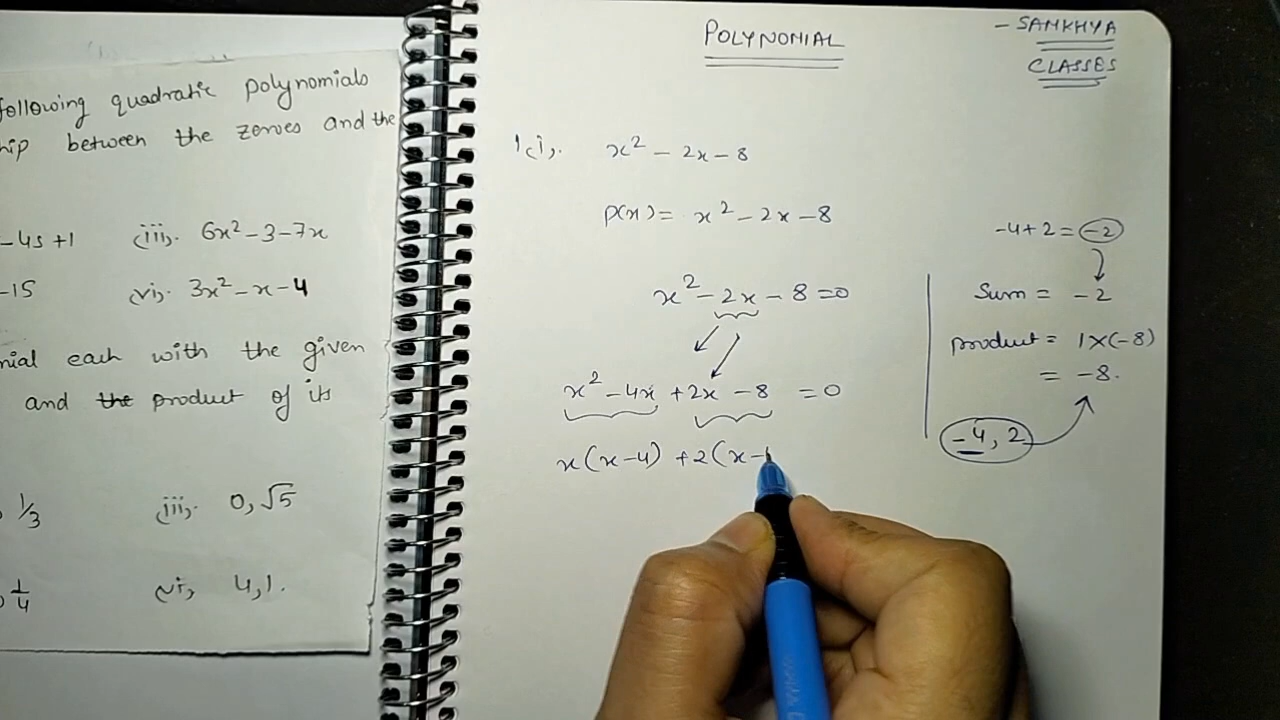 following quadratic polynomials
hip between the zeroes and the
-4s +1 (iii). 6x² - 3 - 7x
-15 (vi). 3x² - x - 4
nial each with the given
and the product of its
1/3 (iii). 0, √5
1/4 (vi), 4, 1.
POLYNOMIAL
- SAMKHYA
CLASSES
1(i). x² - 2x - 8
p(x) = x² - 2x - 8
x² - 2x - 8 = 0
x² - 4x + 2x - 8 = 0
x(x-4) + 2(x-
-4+2 = -2
Sum = -2
product = 1×(-8)
= -8.
-4, 2